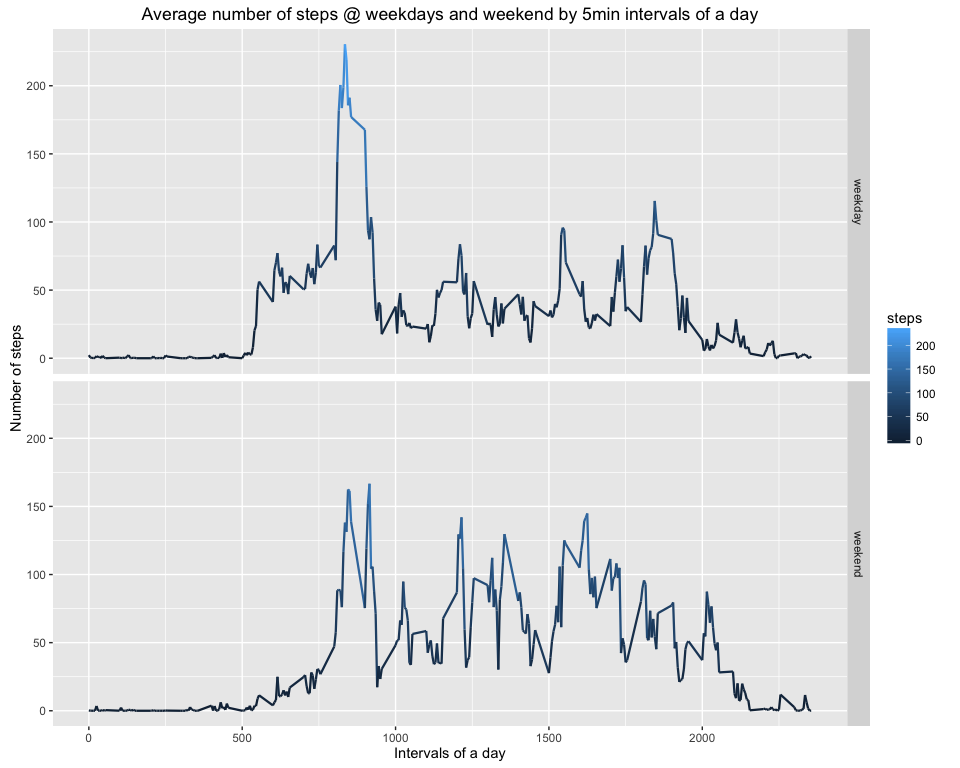 Average number of steps @ weekdays and weekend by 5min intervals of a day
Number of steps
200
150
100
50
0
weekday
200
150
100
50
0
weekend
0 500 1000 1500 2000
Intervals of a day
steps
200
150
100
50
0